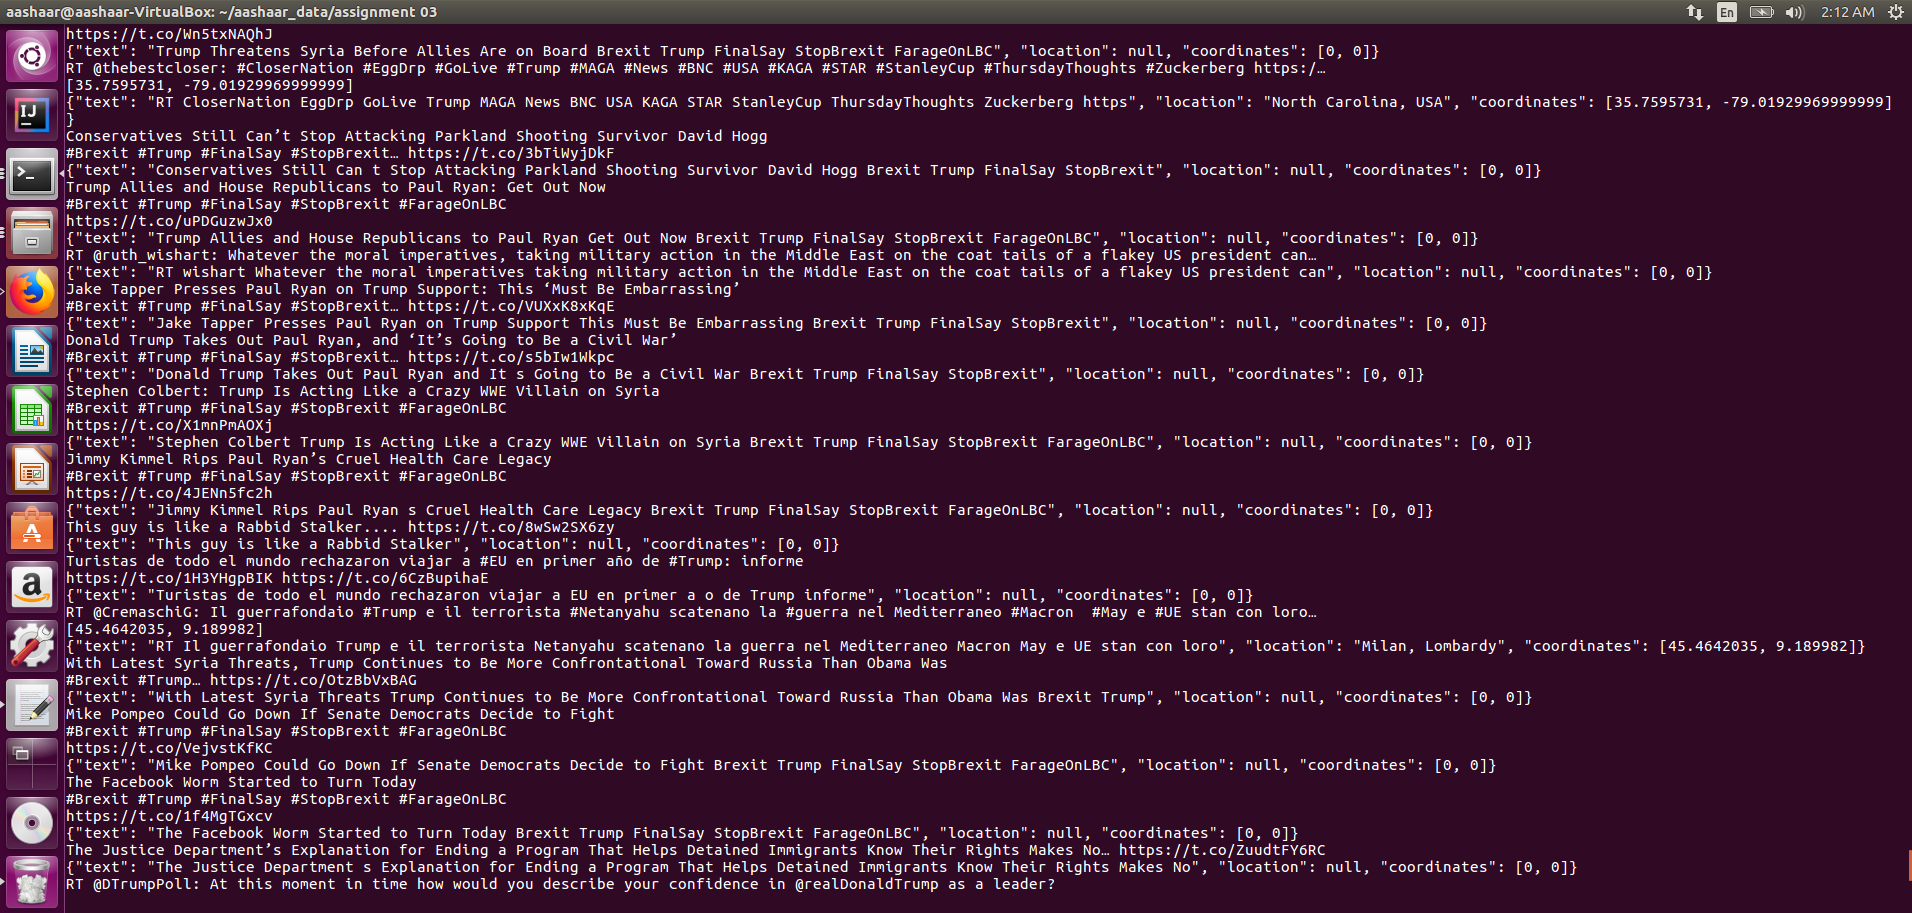 aashaar@aashaar-VirtualBox: ~/aashaar_data/assignment 03
En
2:12 AM
https://t.co/Wn5txNAQhJ
{"text": "Trump Threatens Syria Before Allies Are on Board Brexit Trump FinalSay StopBrexit FarageOnLBC", "location": null, "coordinates": [0, 0]}
RT @thebestcloser: #CloserNation #EggDrp #GoLive #Trump #MAGA #News #BNC #USA #KAGA #STAR #StanleyCup #ThursdayThoughts #Zuckerberg https:/…
[35.7595731, -79.01929969999999]
{"text": "RT CloserNation EggDrp GoLive Trump MAGA News BNC USA KAGA STAR StanleyCup ThursdayThoughts Zuckerberg https", "location": "North Carolina, USA", "coordinates": [35.7595731, -79.01929969999999]
}
Conservatives Still Can’t Stop Attacking Parkland Shooting Survivor David Hogg
#Brexit #Trump #FinalSay #StopBrexit… https://t.co/3bTiWyjDkF
{"text": "Conservatives Still Can t Stop Attacking Parkland Shooting Survivor David Hogg Brexit Trump FinalSay StopBrexit", "location": null, "coordinates": [0, 0]}
Trump Allies and House Republicans to Paul Ryan: Get Out Now
#Brexit #Trump #FinalSay #StopBrexit #FarageOnLBC
https://t.co/uPDGuzwJx0
{"text": "Trump Allies and House Republicans to Paul Ryan Get Out Now Brexit Trump FinalSay StopBrexit FarageOnLBC", "location": null, "coordinates": [0, 0]}
RT @ruth_wishart: Whatever the moral imperatives, taking military action in the Middle East on the coat tails of a flakey US president can…
{"text": "RT wishart Whatever the moral imperatives taking military action in the Middle East on the coat tails of a flakey US president can", "location": null, "coordinates": [0, 0]}
Jake Tapper Presses Paul Ryan on Trump Support: This ‘Must Be Embarrassing’
#Brexit #Trump #FinalSay #StopBrexit… https://t.co/VUXxK8xKqE
{"text": "Jake Tapper Presses Paul Ryan on Trump Support This Must Be Embarrassing Brexit Trump FinalSay StopBrexit", "location": null, "coordinates": [0, 0]}
Donald Trump Takes Out Paul Ryan, and ‘It’s Going to Be a Civil War’
#Brexit #Trump #FinalSay #StopBrexit… https://t.co/s5bIw1Wkpc
{"text": "Donald Trump Takes Out Paul Ryan and It s Going to Be a Civil War Brexit Trump FinalSay StopBrexit", "location": null, "coordinates": [0, 0]}
Stephen Colbert: Trump Is Acting Like a Crazy WWE Villain on Syria
#Brexit #Trump #FinalSay #StopBrexit #FarageOnLBC
https://t.co/X1mnPmAOXj
{"text": "Stephen Colbert Trump Is Acting Like a Crazy WWE Villain on Syria Brexit Trump FinalSay StopBrexit FarageOnLBC", "location": null, "coordinates": [0, 0]}
Jimmy Kimmel Rips Paul Ryan’s Cruel Health Care Legacy
#Brexit #Trump #FinalSay #StopBrexit #FarageOnLBC
https://t.co/4JENn5fc2h
{"text": "Jimmy Kimmel Rips Paul Ryan s Cruel Health Care Legacy Brexit Trump FinalSay StopBrexit FarageOnLBC", "location": null, "coordinates": [0, 0]}
This guy is like a Rabbid Stalker.... https://t.co/8wSw2SX6zy
{"text": "This guy is like a Rabbid Stalker", "location": null, "coordinates": [0, 0]}
Turistas de todo el mundo rechazaron viajar a #EU en primer año de #Trump: informe
https://t.co/1H3YHgpBIK https://t.co/6CzBupihaE
{"text": "Turistas de todo el mundo rechazaron viajar a EU en primer a o de Trump informe", "location": null, "coordinates": [0, 0]}
RT @CremaschiG: Il guerrafondaio #Trump e il terrorista #Netanyahu scatenano la #guerra nel Mediterraneo #Macron  #May e #UE stan con loro…
[45.4642035, 9.189982]
{"text": "RT Il guerrafondaio Trump e il terrorista Netanyahu scatenano la guerra nel Mediterraneo Macron May e UE stan con loro", "location": "Milan, Lombardy", "coordinates": [45.4642035, 9.189982]}
With Latest Syria Threats, Trump Continues to Be More Confrontational Toward Russia Than Obama Was
#Brexit #Trump… https://t.co/OtzBbVxBAG
{"text": "With Latest Syria Threats Trump Continues to Be More Confrontational Toward Russia Than Obama Was Brexit Trump", "location": null, "coordinates": [0, 0]}
Mike Pompeo Could Go Down If Senate Democrats Decide to Fight
#Brexit #Trump #FinalSay #StopBrexit #FarageOnLBC
https://t.co/VejvstKfKC
{"text": "Mike Pompeo Could Go Down If Senate Democrats Decide to Fight Brexit Trump FinalSay StopBrexit FarageOnLBC", "location": null, "coordinates": [0, 0]}
The Facebook Worm Started to Turn Today
#Brexit #Trump #FinalSay #StopBrexit #FarageOnLBC
https://t.co/1f4MgTGxcv
{"text": "The Facebook Worm Started to Turn Today Brexit Trump FinalSay StopBrexit FarageOnLBC", "location": null, "coordinates": [0, 0]}
The Justice Department’s Explanation for Ending a Program That Helps Detained Immigrants Know Their Rights Makes No… https://t.co/ZuudtFY6RC
{"text": "The Justice Department s Explanation for Ending a Program That Helps Detained Immigrants Know Their Rights Makes No", "location": null, "coordinates": [0, 0]}
RT @DTrumpPoll: At this moment in time how would you describe your confidence in @realDonaldTrump as a leader?